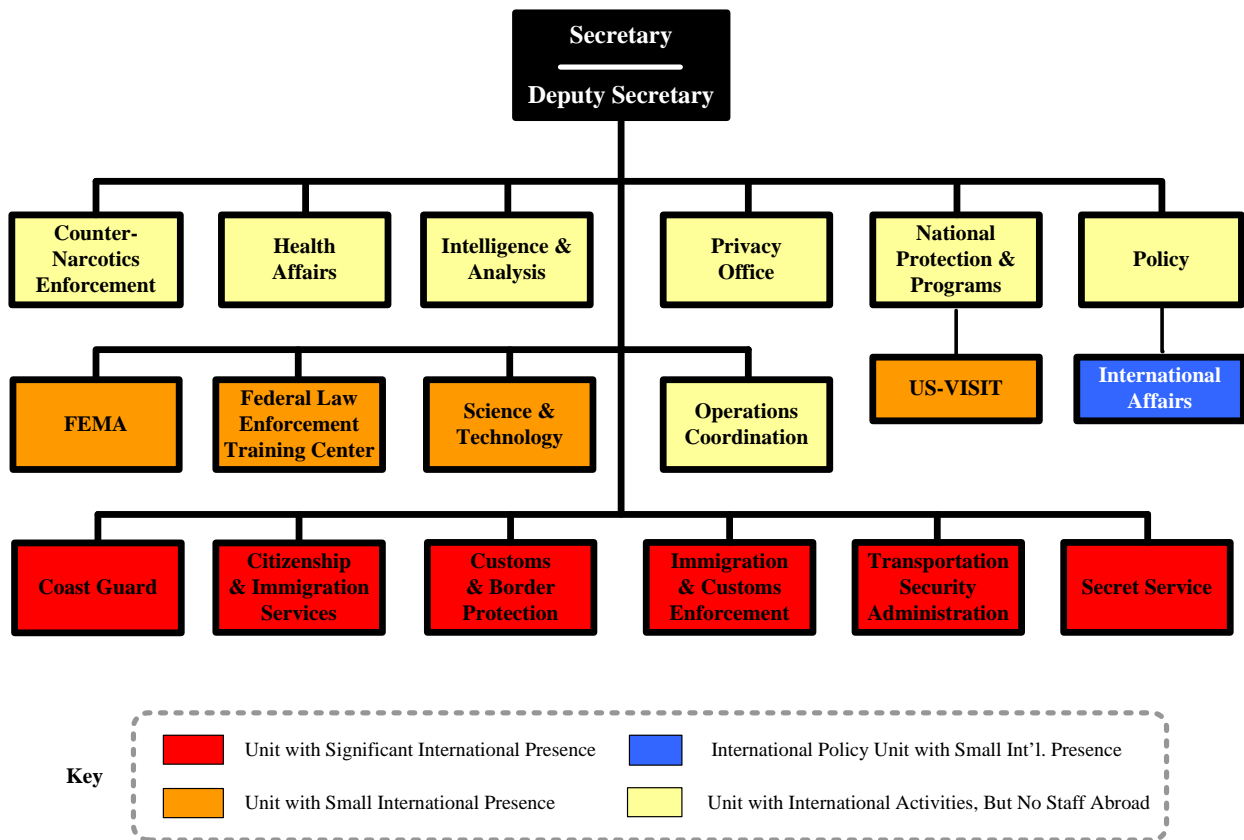 Secretary
Deputy Secretary
Counter-
Narcotics
Enforcement
Health
Affairs
Intelligence &
Analysis
Privacy
Office
National
Protection &
Programs
Policy
FEMA
Federal Law
Enforcement
Training Center
Science &
Technology
Operations
Coordination
US-VISIT
International
Affairs
Coast Guard
Citizenship
& Immigration
Services
Customs
& Border
Protection
Immigration
& Customs
Enforcement
Transportation
Security
Administration
Secret Service
Key
Unit with Significant International Presence
International Policy Unit with Small Int’l. Presence
Unit with Small International Presence
Unit with International Activities, But No Staff Abroad